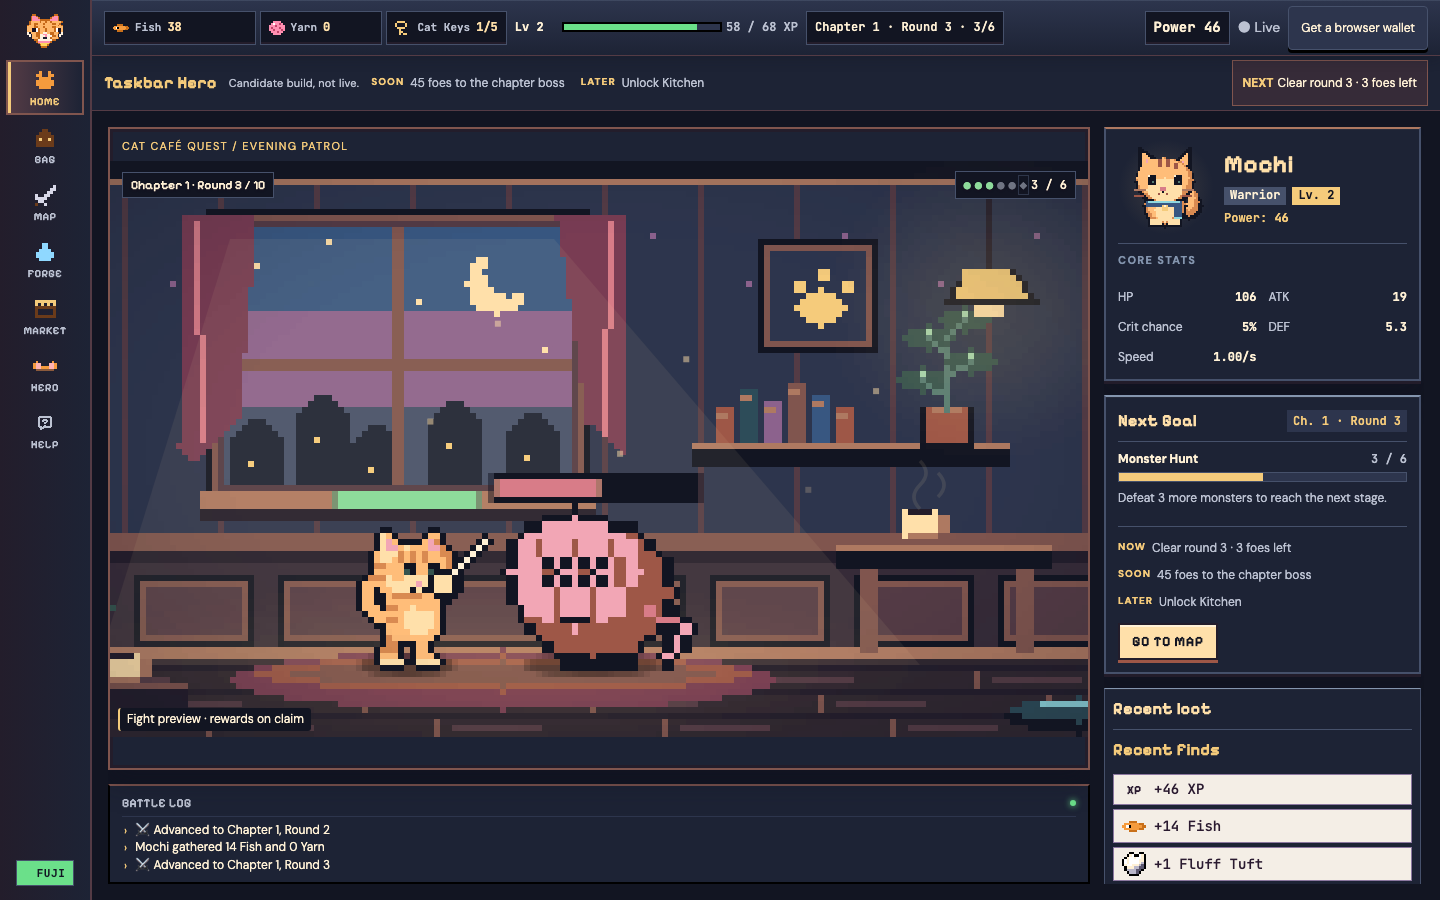 Fish 38
Yarn 0
Cat Keys 1/5
Lv 2
58 / 68 XP
Chapter 1 · Round 3 · 3/6
Power 46
Live
Get a browser wallet
Taskbar Hero
Candidate build, not live.
SOON 45 foes to the chapter boss
LATER Unlock Kitchen
NEXT Clear round 3 · 3 foes left
HOME
BAG
MAP
FORGE
MARKET
HERO
HELP
FUJI
CAT CAFÉ QUEST / EVENING PATROL
Chapter 1 · Round 3 / 10
3 / 6
Fight preview · rewards on claim
BATTLE LOG
› ⚔ Advanced to Chapter 1, Round 2
› Mochi gathered 14 Fish and 0 Yarn
› ⚔ Advanced to Chapter 1, Round 3
Mochi
Warrior Lv. 2
Power: 46
CORE STATS
HP 106 ATK 19
Crit chance 5% DEF 5.3
Speed 1.00/s
Next Goal
Ch. 1 · Round 3
Monster Hunt 3 / 6
Defeat 3 more monsters to reach the next stage.
NOW Clear round 3 · 3 foes left
SOON 45 foes to the chapter boss
LATER Unlock Kitchen
GO TO MAP
Recent loot
Recent finds
XP +46 XP
+14 Fish
+1 Fluff Tuft